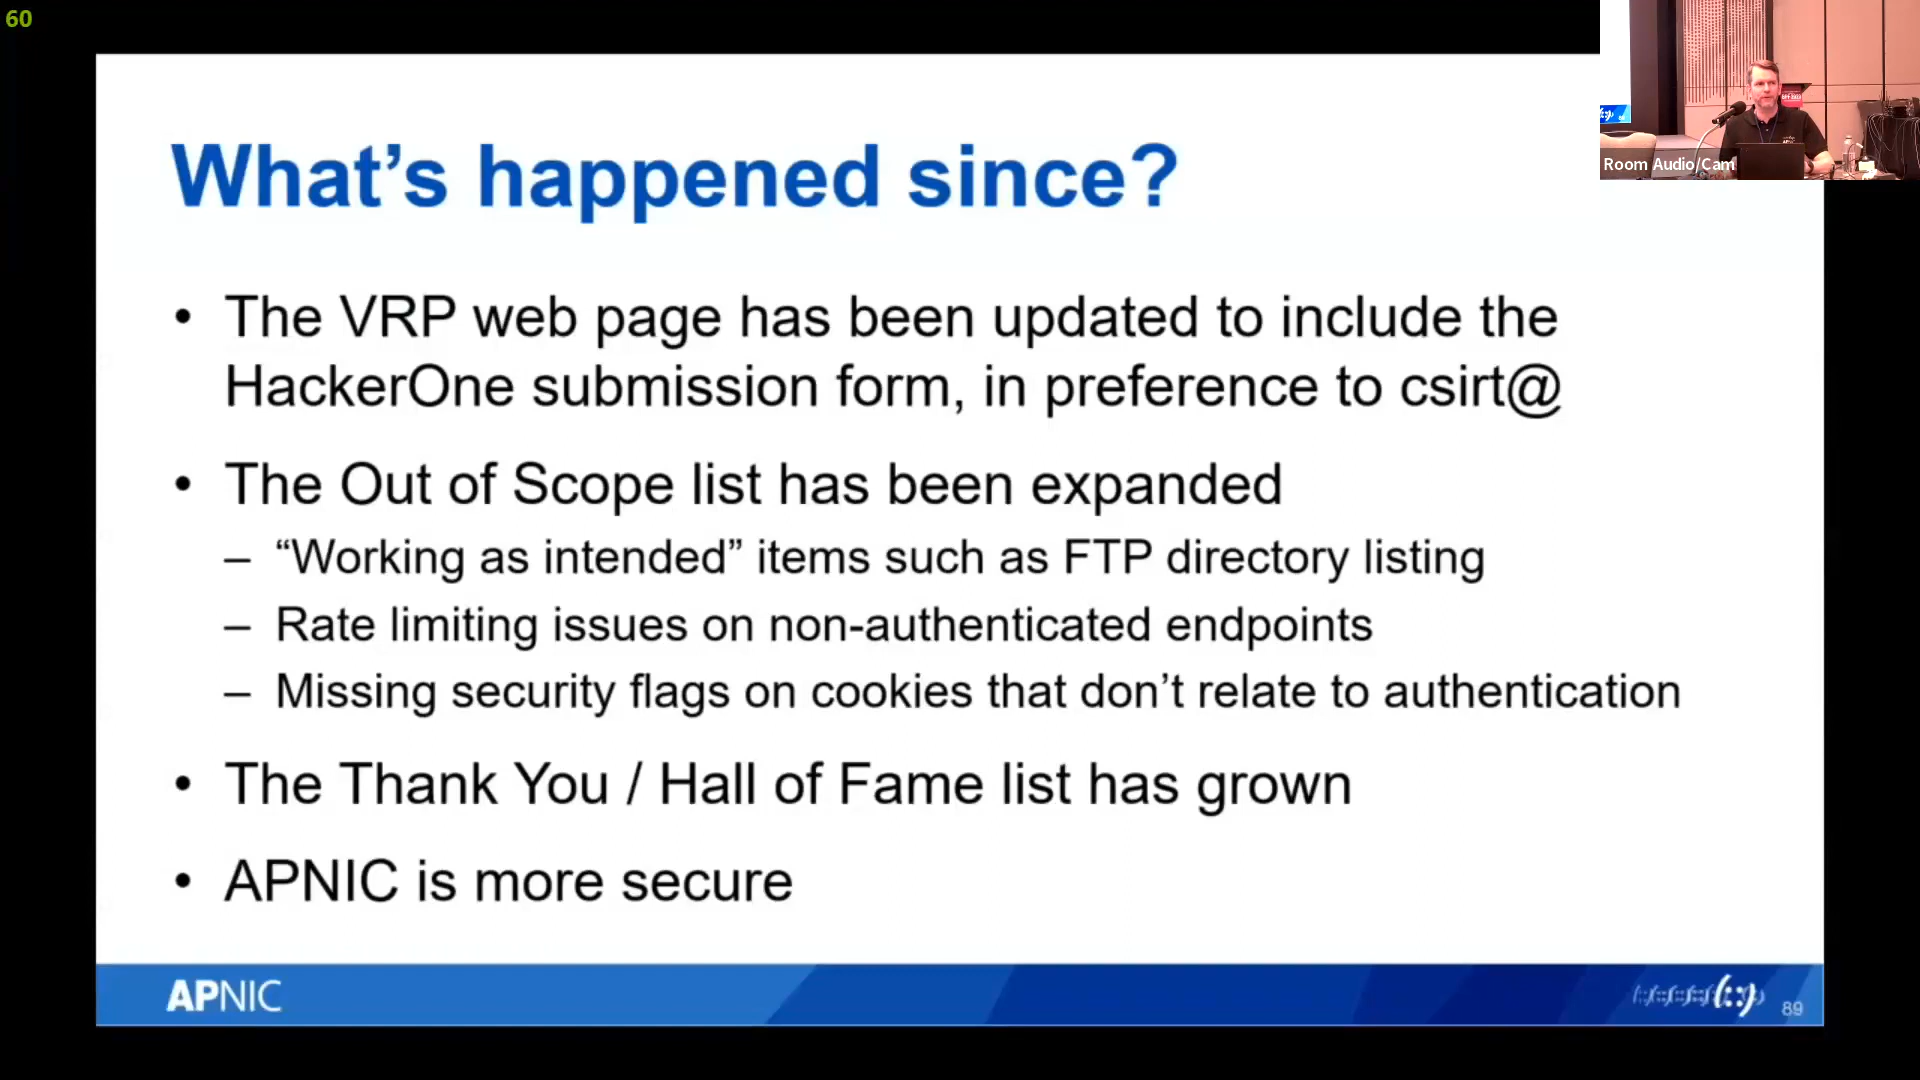 60
What’s happened since?
• The VRP web page has been updated to include the
HackerOne submission form, in preference to csirt@
• The Out of Scope list has been expanded
– “Working as intended” items such as FTP directory listing
– Rate limiting issues on non-authenticated endpoints
– Missing security flags on cookies that don’t relate to authentication
• The Thank You / Hall of Fame list has grown
• APNIC is more secure
APNIC
89
Room Audio/Cam